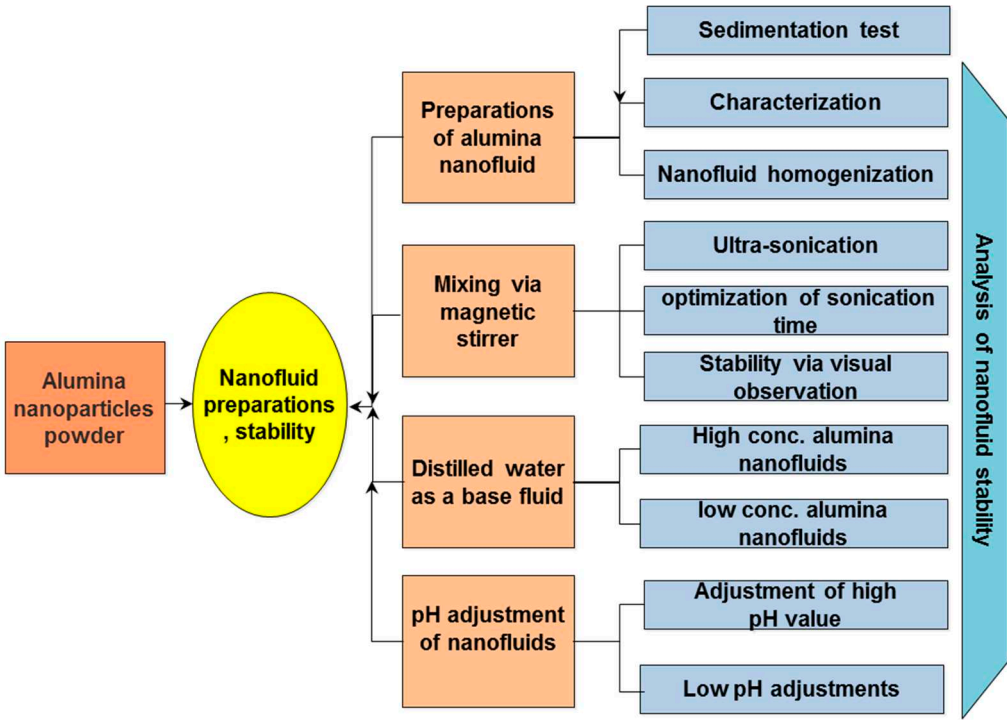 Alumina
nanoparticles
powder
Nanofluid
preparations
, stability
Preparations
of alumina
nanofluid
Mixing via
magnetic
stirrer
Distilled water
as a base fluid
pH adjustment
of nanofluids
Sedimentation test
Characterization
Nanofluid homogenization
Ultra-sonication
optimization of sonication
time
Stability via visual
observation
High conc. alumina
nanofluids
low conc. alumina
nanofluids
Adjustment of high
pH value
Low pH adjustments
Analysis of nanofluid stability